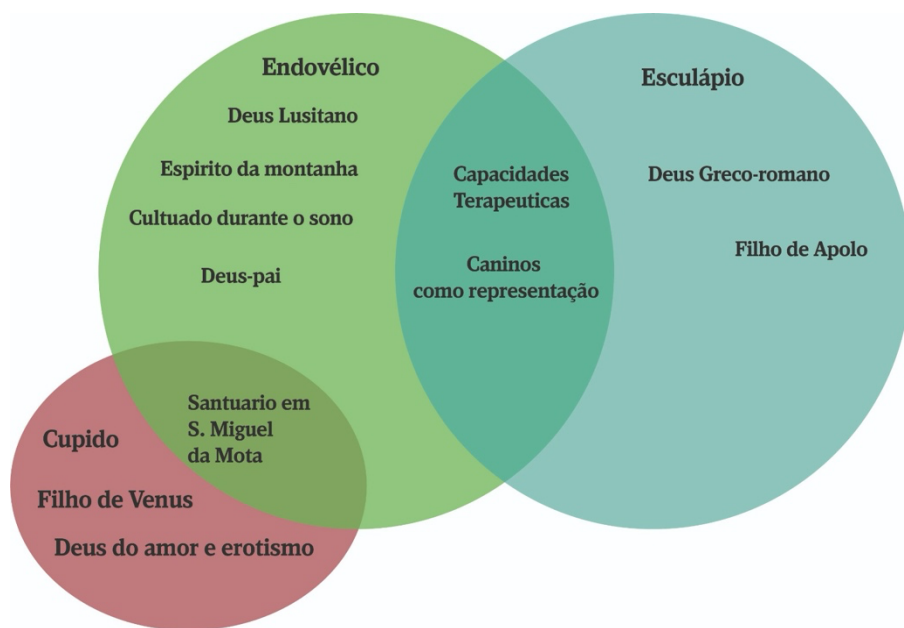 Endovélico
Deus Lusitano
Espirito da montanha
Cultuado durante o sono
Deus-pai
Capacidades
Terapeuticas
Caninos
como representação
Esculápio
Deus Greco-romano
Filho de Apolo
Santuario em
S. Miguel
da Mota
Cupido
Filho de Venus
Deus do amor e erotismo